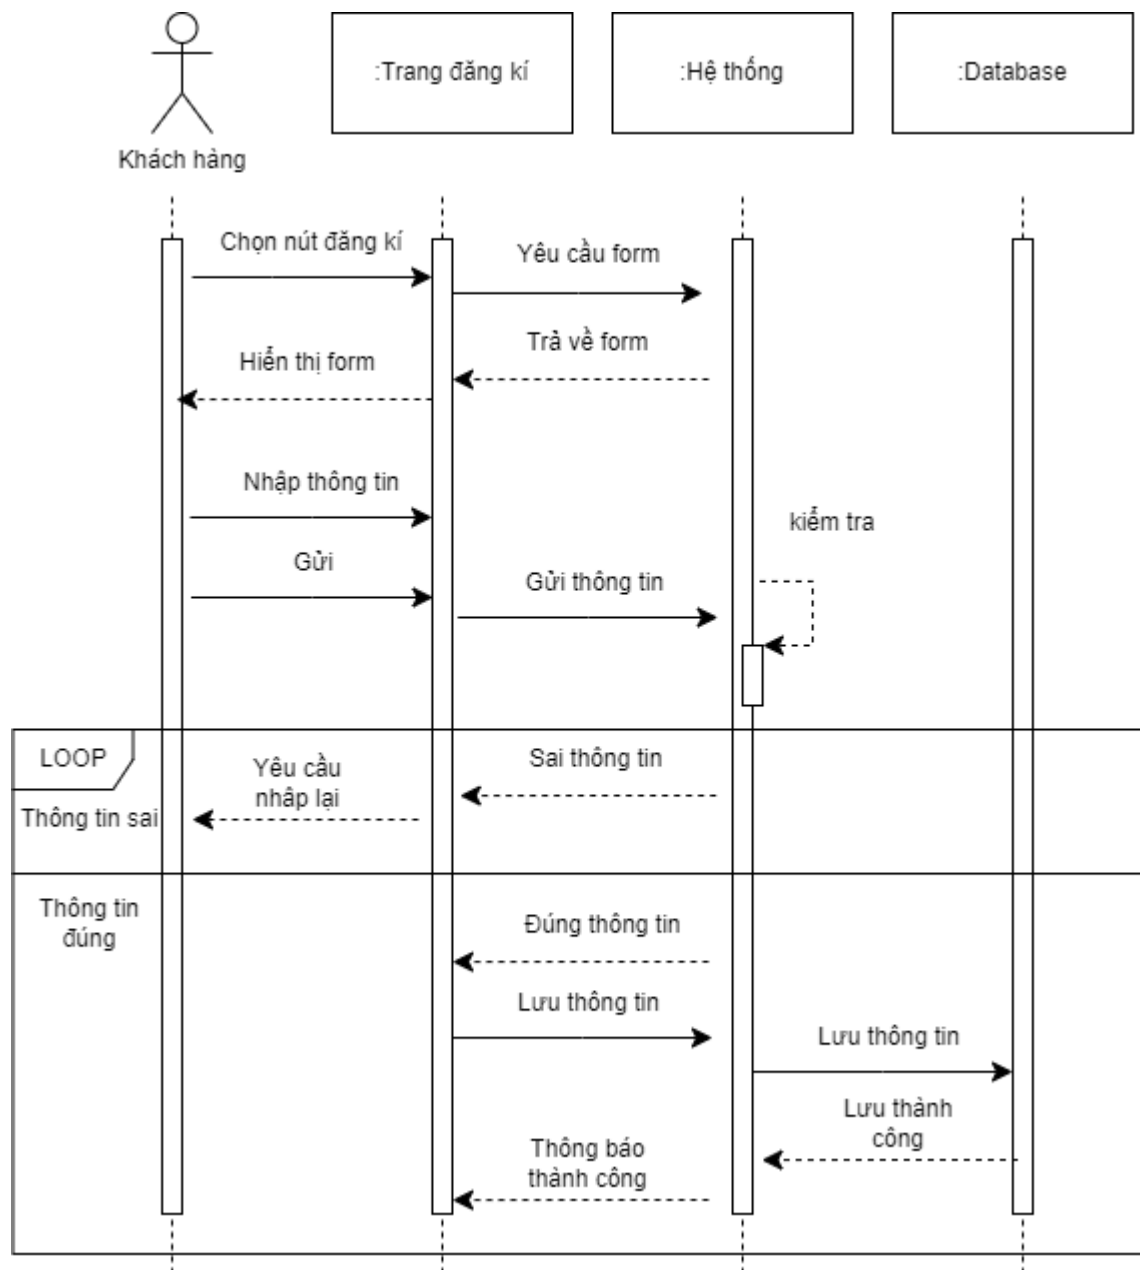 :Trang đăng kí
:Hệ thống
:Database
Khách hàng
Chọn nút đăng kí
Yêu cầu form
Trả về form
Hiển thị form
Nhập thông tin
kiểm tra
Gửi
Gửi thông tin
LOOP
Sai thông tin
Yêu cầu
nhâp lại
Thông tin sai
Thông tin
đúng
Đúng thông tin
Lưu thông tin
Lưu thông tin
Lưu thành
công
Thông báo
thành công